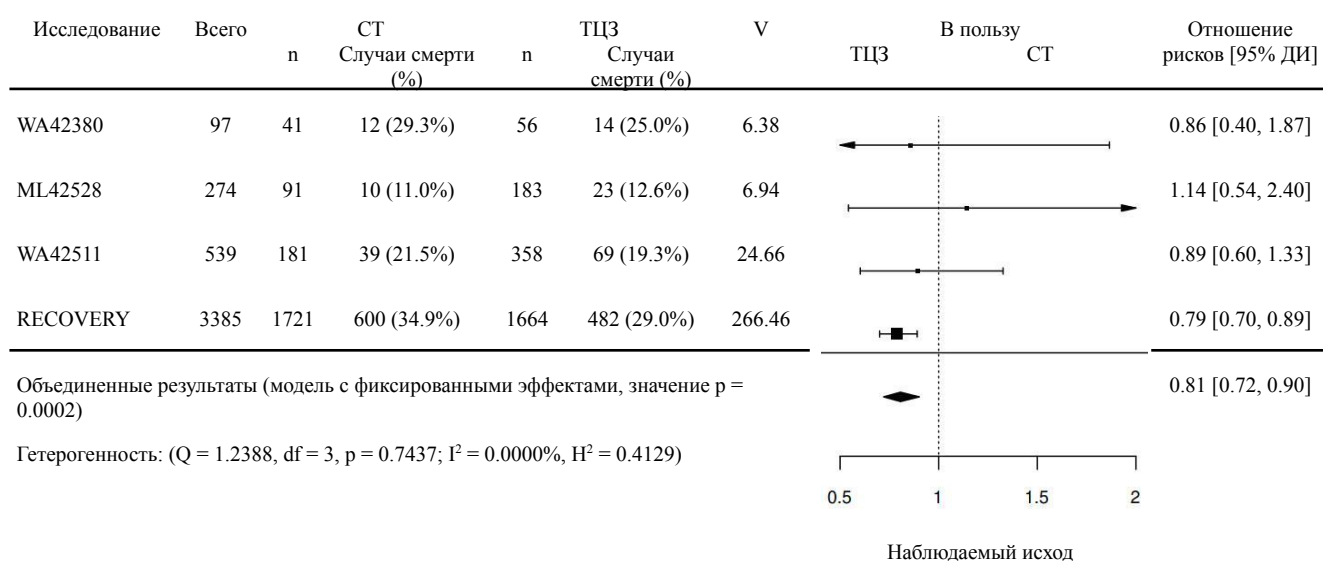 Исследование Всего СТ ТЦЗ V В пользу Отношение
n Случаи смерти n Случаи ТЦЗ СТ рисков [95% ДИ]
(%) смерти (%)
WA42380 97 41 12 (29.3%) 56 14 (25.0%) 6.38 0.86 [0.40, 1.87]
ML42528 274 91 10 (11.0%) 183 23 (12.6%) 6.94 1.14 [0.54, 2.40]
WA42511 539 181 39 (21.5%) 358 69 (19.3%) 24.66 0.89 [0.60, 1.33]
RECOVERY 3385 1721 600 (34.9%) 1664 482 (29.0%) 266.46 0.79 [0.70, 0.89]
Объединенные результаты (модель с фиксированными эффектами, значение p = 0.81 [0.72, 0.90]
0.0002)
Гетерогенность: (Q = 1.2388, df = 3, p = 0.7437; I² = 0.0000%, H² = 0.4129)
0.5 1 1.5 2
Наблюдаемый исход